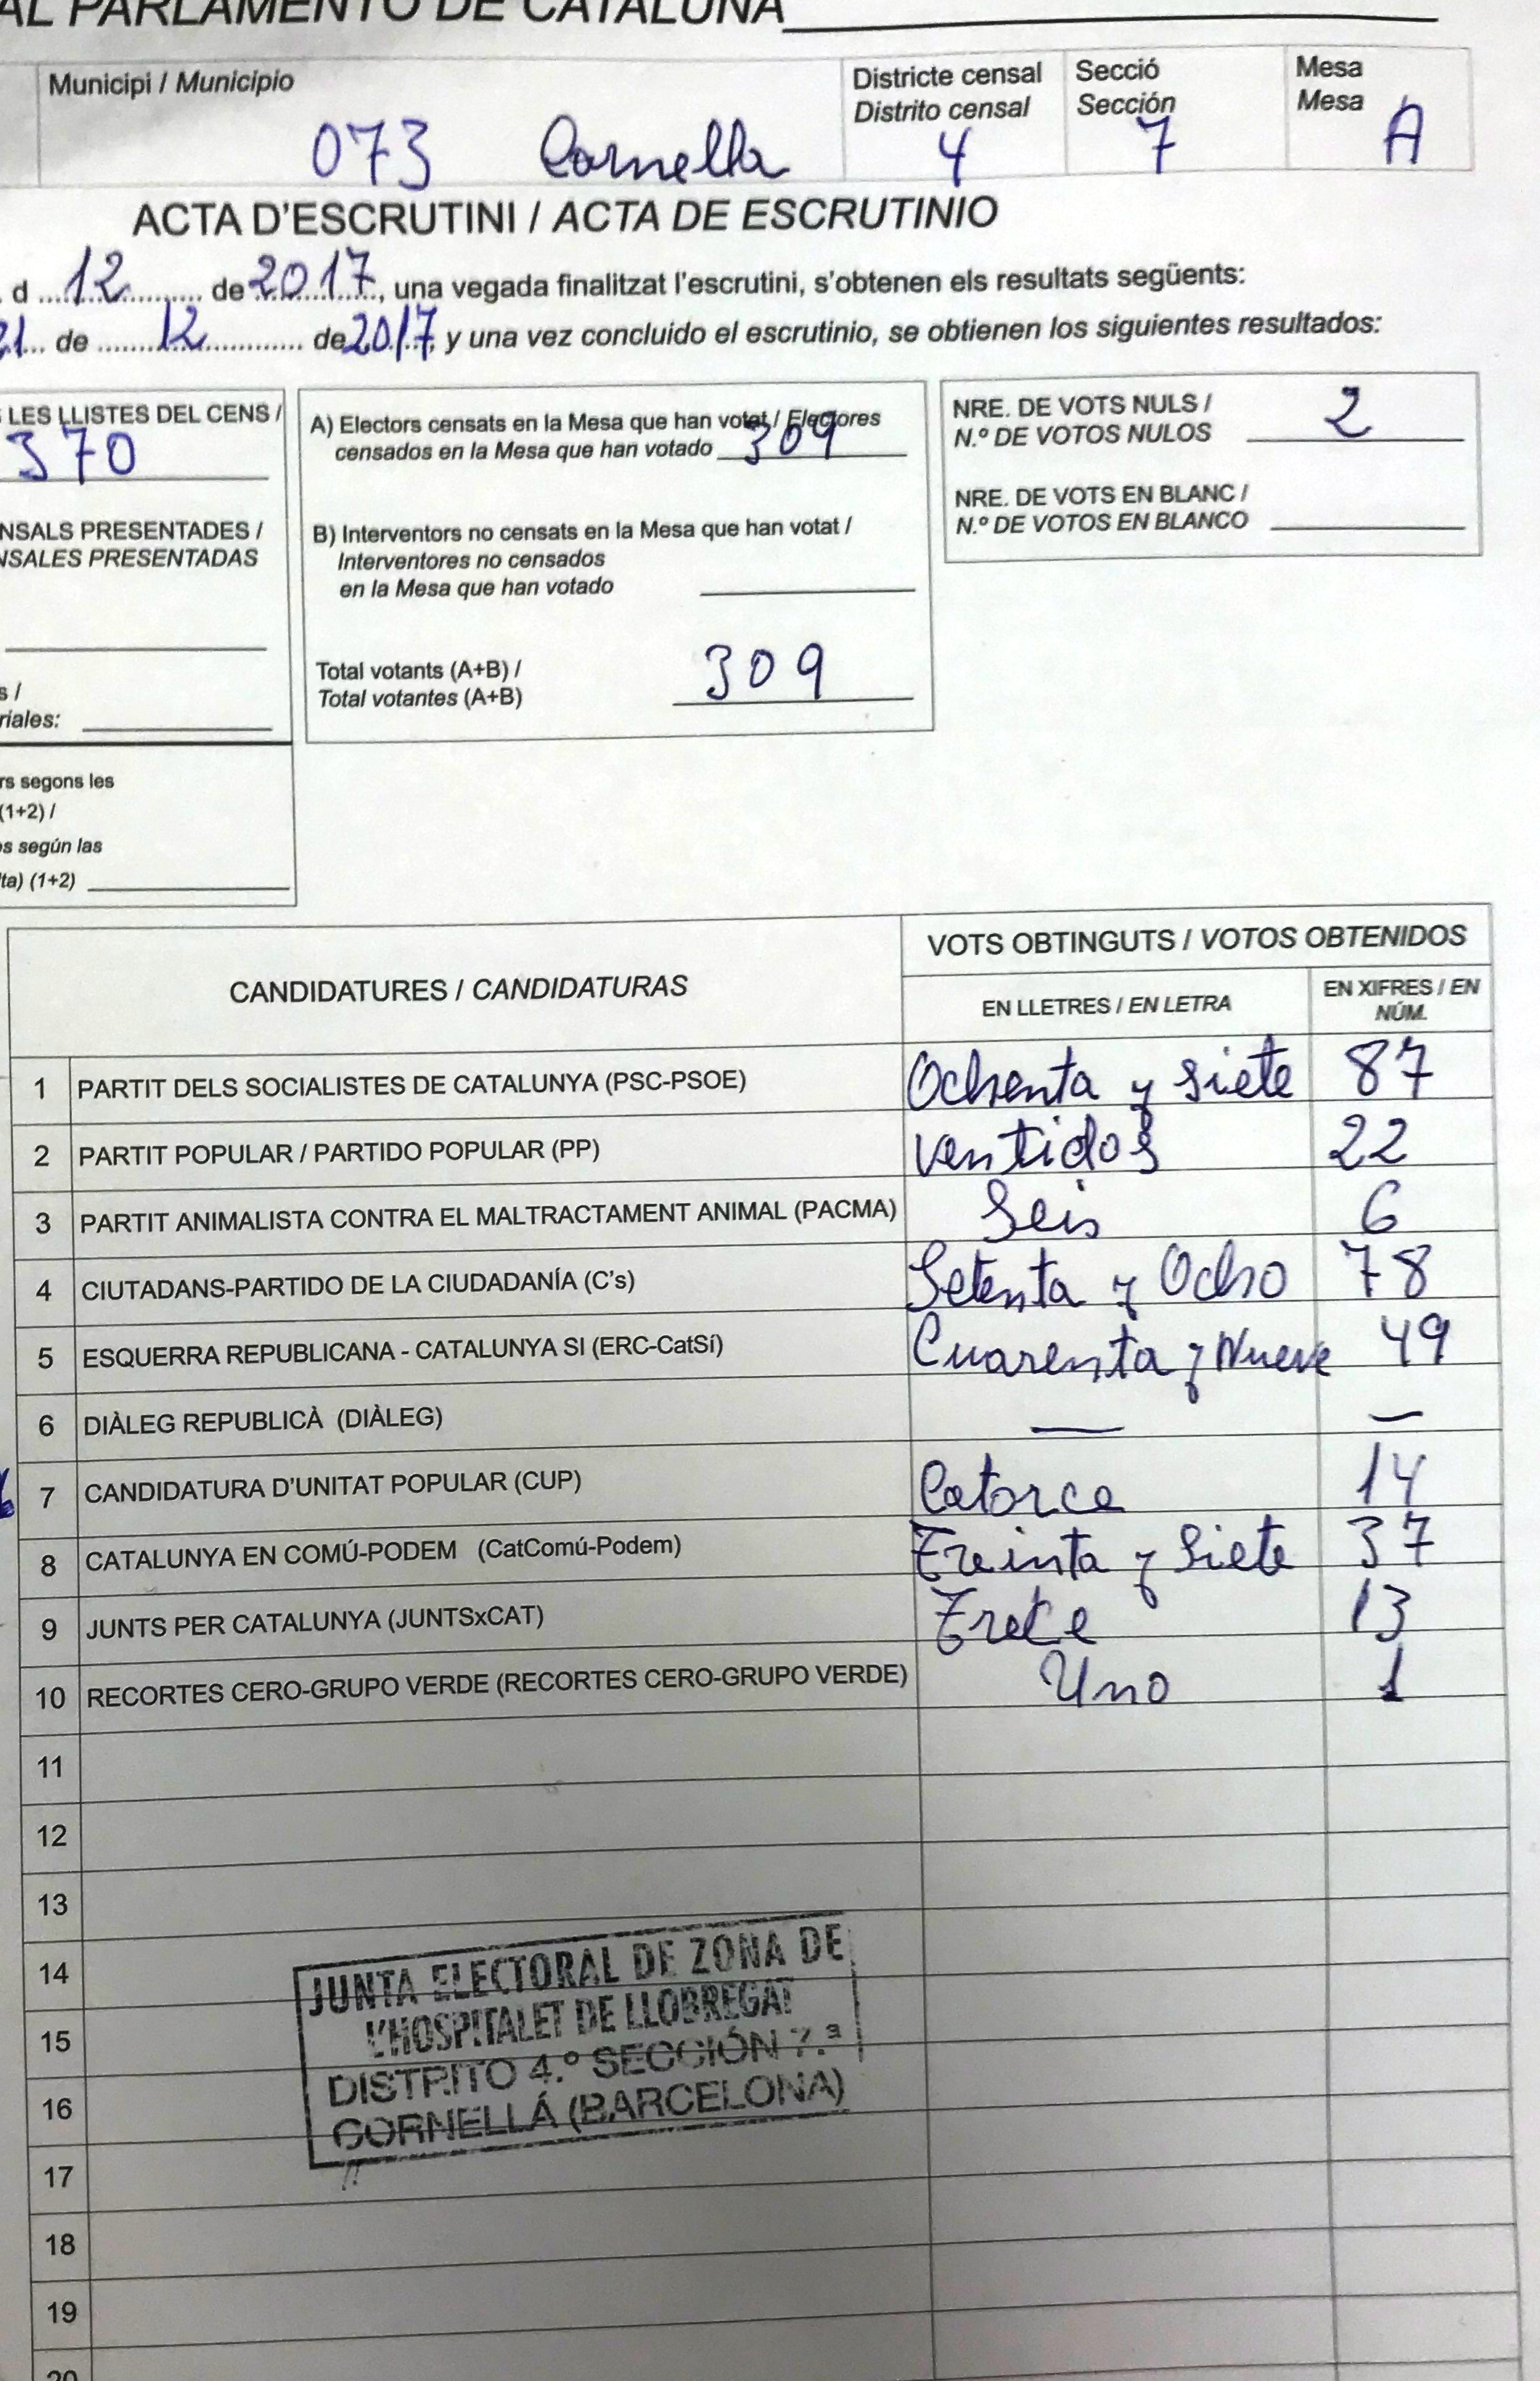 AL PARLAMENTO DE CATALUÑA
Municipi / Municipio
073 Cornella
Districte censal
Distrito censal
4
Secció
Sección
7
Mesa
Mesa
A
ACTA D'ESCRUTINI / ACTA DE ESCRUTINIO
d 12 de 2017, una vegada finalitzat l'escrutini, s'obtenen els resultats següents:
21 de 12 de 2017 y una vez concluido el escrutinio, se obtienen los siguientes resultados:
LES LLISTES DEL CENS /
370
NSALS PRESENTADES /
NSALES PRESENTADAS
s /
riales:
rs segons les
(1+2) /
os según las
lta) (1+2)
A) Electors censats en la Mesa que han votat / Electores
censados en la Mesa que han votado 309
B) Interventors no censats en la Mesa que han votat /
Interventores no censados
en la Mesa que han votado
Total votants (A+B) /
Total votantes (A+B) 309
NRE. DE VOTS NULS /
N.º DE VOTOS NULOS 2
NRE. DE VOTS EN BLANC /
N.º DE VOTOS EN BLANCO
CANDIDATURES / CANDIDATURAS
VOTS OBTINGUTS / VOTOS OBTENIDOS
EN LLETRES / EN LETRA
EN XIFRES / EN
NÚM.
1 PARTIT DELS SOCIALISTES DE CATALUNYA (PSC-PSOE) Ochenta y Siete 87
2 PARTIT POPULAR / PARTIDO POPULAR (PP) ventidos 22
3 PARTIT ANIMALISTA CONTRA EL MALTRACTAMENT ANIMAL (PACMA) Seis 6
4 CIUTADANS-PARTIDO DE LA CIUDADANÍA (C's) Setenta y Ocho 78
5 ESQUERRA REPUBLICANA - CATALUNYA SI (ERC-CatSí) Cuarenta y Nueve 49
6 DIÀLEG REPUBLICÀ (DIÀLEG) — —
7 CANDIDATURA D'UNITAT POPULAR (CUP) Catorce 14
8 CATALUNYA EN COMÚ-PODEM (CatComú-Podem) Treinta y Siete 37
9 JUNTS PER CATALUNYA (JUNTSxCAT) Trece 13
10 RECORTES CERO-GRUPO VERDE (RECORTES CERO-GRUPO VERDE) Uno 1
11
12
13
14
15
16
17
18
19
20
JUNTA ELECTORAL DE ZONA DE
L'HOSPITALET DE LLOBREGAT
DISTRITO 4.º SECCIÓN 7.ª
CORNELLÁ (BARCELONA)